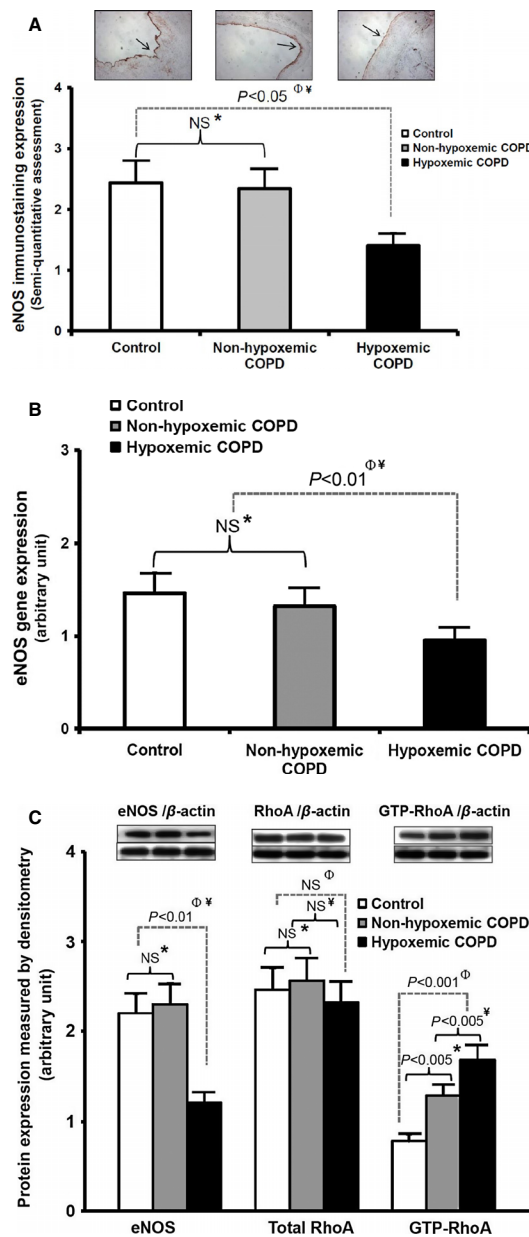 A
P<0.05 Φ ¥
NS *
Control
Non-hypoxemic COPD
Hypoxemic COPD
eNOS immunostaining expression
(Semi-quantitative assessment)
4
3
2
1
0
Control
Non-hypoxemic
COPD
Hypoxemic
COPD
B
Control
Non-hypoxemic COPD
Hypoxemic COPD
P<0.01 Φ ¥
NS *
eNOS gene expression
(arbitrary unit)
3
2
1
0
Control
Non-hypoxemic
COPD
Hypoxemic COPD
C
eNOS /β-actin
RhoA /β-actin
GTP-RhoA /β-actin
Protein expression measured by densitometry
(arbitrary unit)
4
3
2
1
0
P<0.01 Φ ¥
NS *
NS Φ
NS ¥
NS *
Control
Non-hypoxemic COPD
Hypoxemic COPD
P<0.001 Φ
P<0.005 ¥
P<0.005 *
eNOS
Total RhoA
GTP-RhoA